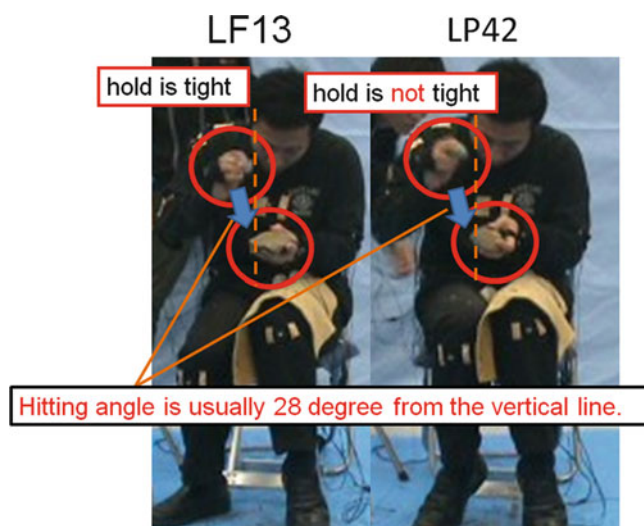 LF13
LP42
hold is tight
hold is not tight
Hitting angle is usually 28 degree from the vertical line.